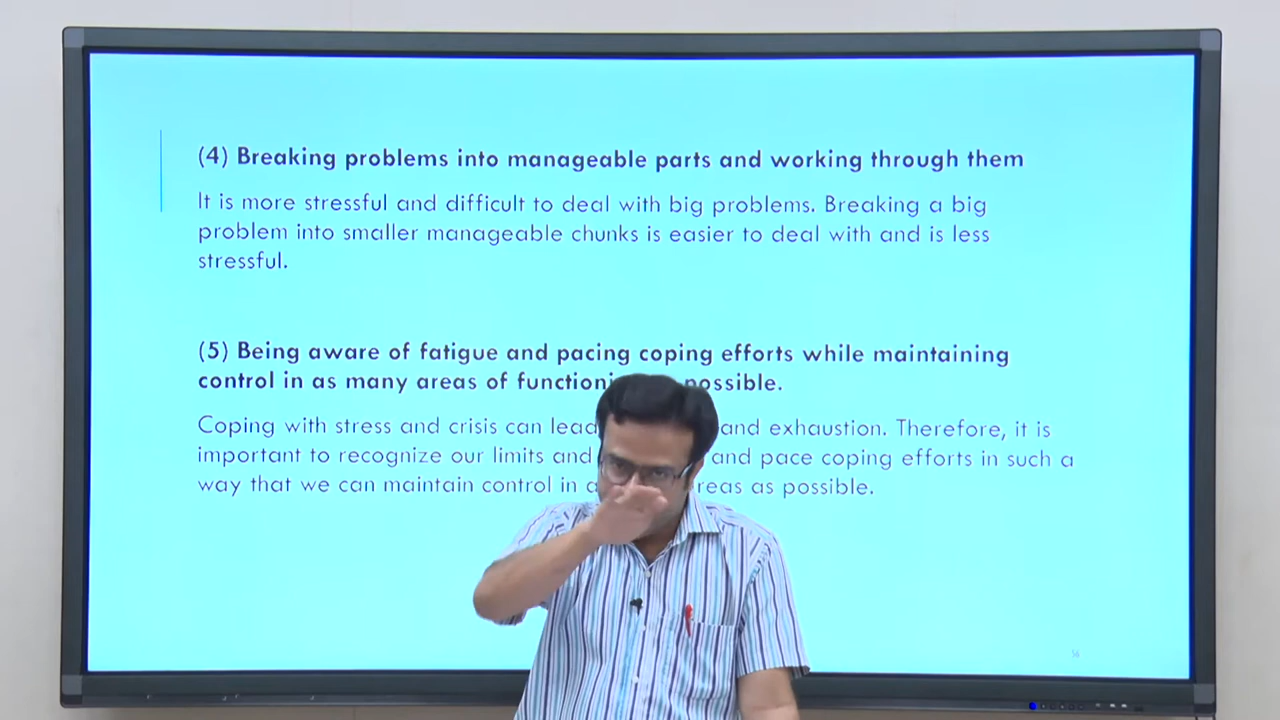 (4) Breaking problems into manageable parts and working through them
It is more stressful and difficult to deal with big problems. Breaking a big
problem into smaller manageable chunks is easier to deal with and is less
stressful.
(5) Being aware of fatigue and pacing coping efforts while maintaining
control in as many areas of possible.
Coping with stress and crisis can lead and exhaustion. Therefore, it is
important to recognize our limits and and pace coping efforts in such a
way that we can maintain control in as possible.
56